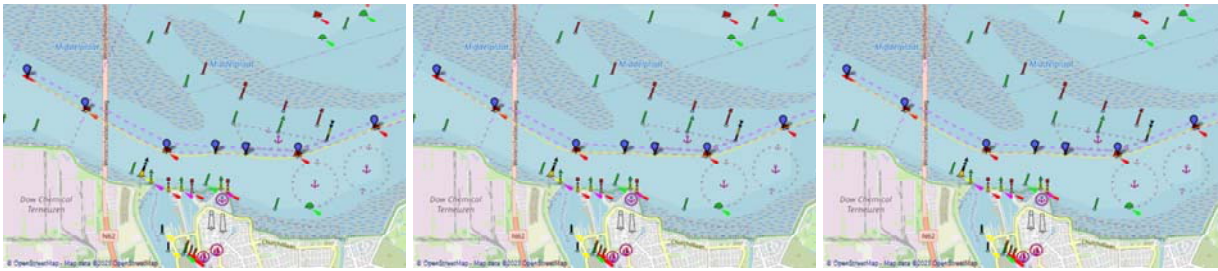 Middelplaat
Middelplaat
Dow Chemical
Terneuzen
N62
Churchilllaan
© OpenStreetMap - Map data ©2023 OpenStreetMap
Middelplaat
Middelplaat
Dow Chemical
Terneuzen
N62
© OpenStreetMap - Map data ©2023 OpenStreetMap
Middelplaat
Middelplaat
Dow Chemical
Terneuzen
N62
© OpenStreetMap - Map data ©2023 OpenStreetMap